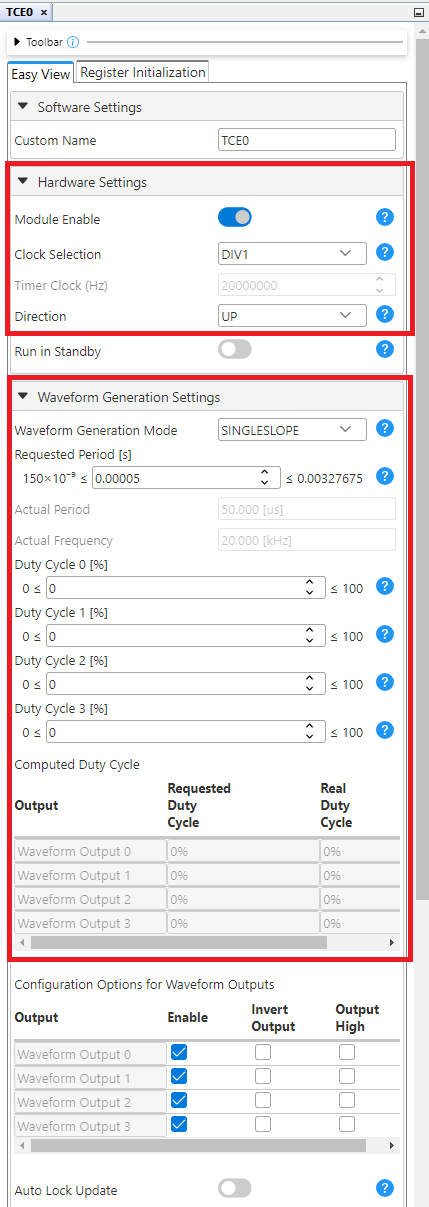 TCE0 ×
Toolbar
Easy View Register Initialization
Software Settings
Custom Name TCE0
Hardware Settings
Module Enable ?
Clock Selection DIV1 ?
Timer Clock (Hz) 20000000
Direction UP ?
Run in Standby ?
Waveform Generation Settings
Waveform Generation Mode SINGLESLOPE ?
Requested Period [s]
150×10⁻⁹ ≤ 0.00005 ≤ 0.00327675 ?
Actual Period 50.000 [us]
Actual Frequency 20.000 [kHz]
Duty Cycle 0 [%]
0 ≤ 0 ≤ 100 ?
Duty Cycle 1 [%]
0 ≤ 0 ≤ 100 ?
Duty Cycle 2 [%]
0 ≤ 0 ≤ 100 ?
Duty Cycle 3 [%]
0 ≤ 0 ≤ 100 ?
Computed Duty Cycle
Output Requested Duty Cycle Real Duty Cycle
Waveform Output 0 0% 0%
Waveform Output 1 0% 0%
Waveform Output 2 0% 0%
Waveform Output 3 0% 0%
Configuration Options for Waveform Outputs
Output Enable Invert Output Output High
Waveform Output 0
Waveform Output 1
Waveform Output 2
Waveform Output 3
Auto Lock Update ?